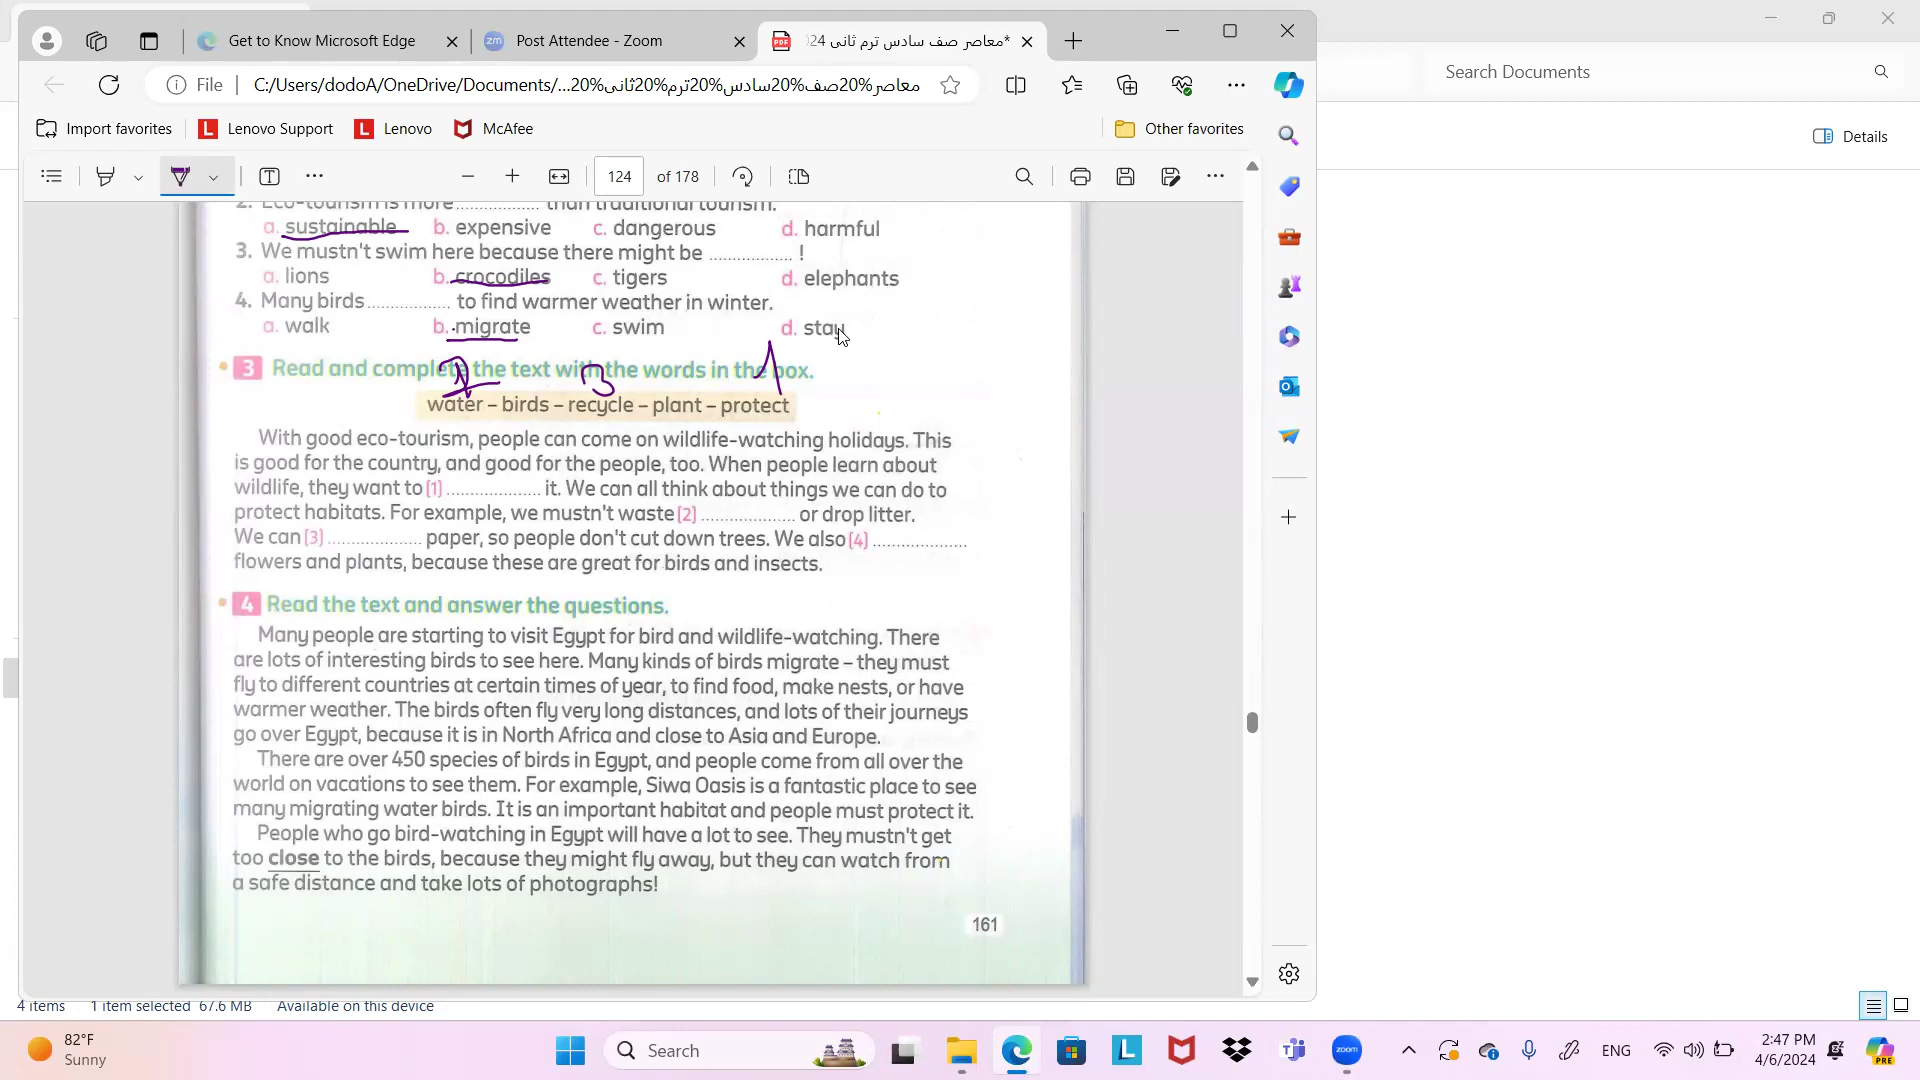 Get to Know Microsoft Edge
zm Post Attendee - Zoom
PDF *معاصر صف سادس ترم ثانى 024
File C:/Users/dodoA/OneDrive/Documents/...معاصر%20صف%20سادس%20ترم%20ثانى%20
Search Documents
Import favorites
L Lenovo Support
L Lenovo
McAfee
Other favorites
Details
124 of 178
2. Eco-tourism is more ................ than traditional tourism.
a. sustainable b. expensive c. dangerous d. harmful
3. We mustn't swim here because there might be ................ !
a. lions b. crocodiles c. tigers d. elephants
4. Many birds ................ to find warmer weather in winter.
a. walk b. migrate c. swim d. stay
3 Read and complete the text with the words in the box.
2 3 1
water – birds – recycle – plant – protect
With good eco-tourism, people can come on wildlife-watching holidays. This
is good for the country, and good for the people, too. When people learn about
wildlife, they want to (1) .................. it. We can all think about things we can do to
protect habitats. For example, we mustn't waste (2) .................. or drop litter.
We can (3) .................. paper, so people don't cut down trees. We also (4) ..................
flowers and plants, because these are great for birds and insects.
4 Read the text and answer the questions.
Many people are starting to visit Egypt for bird and wildlife-watching. There
are lots of interesting birds to see here. Many kinds of birds migrate – they must
fly to different countries at certain times of year, to find food, make nests, or have
warmer weather. The birds often fly very long distances, and lots of their journeys
go over Egypt, because it is in North Africa and close to Asia and Europe.
There are over 450 species of birds in Egypt, and people come from all over the
world on vacations to see them. For example, Siwa Oasis is a fantastic place to see
many migrating water birds. It is an important habitat and people must protect it.
People who go bird-watching in Egypt will have a lot to see. They mustn't get
too close to the birds, because they might fly away, but they can watch from
a safe distance and take lots of photographs!
161
4 items 1 item selected 67.6 MB Available on this device
82°F
Sunny
Search
L
zoom
ENG
2:47 PM
4/6/2024
PRE